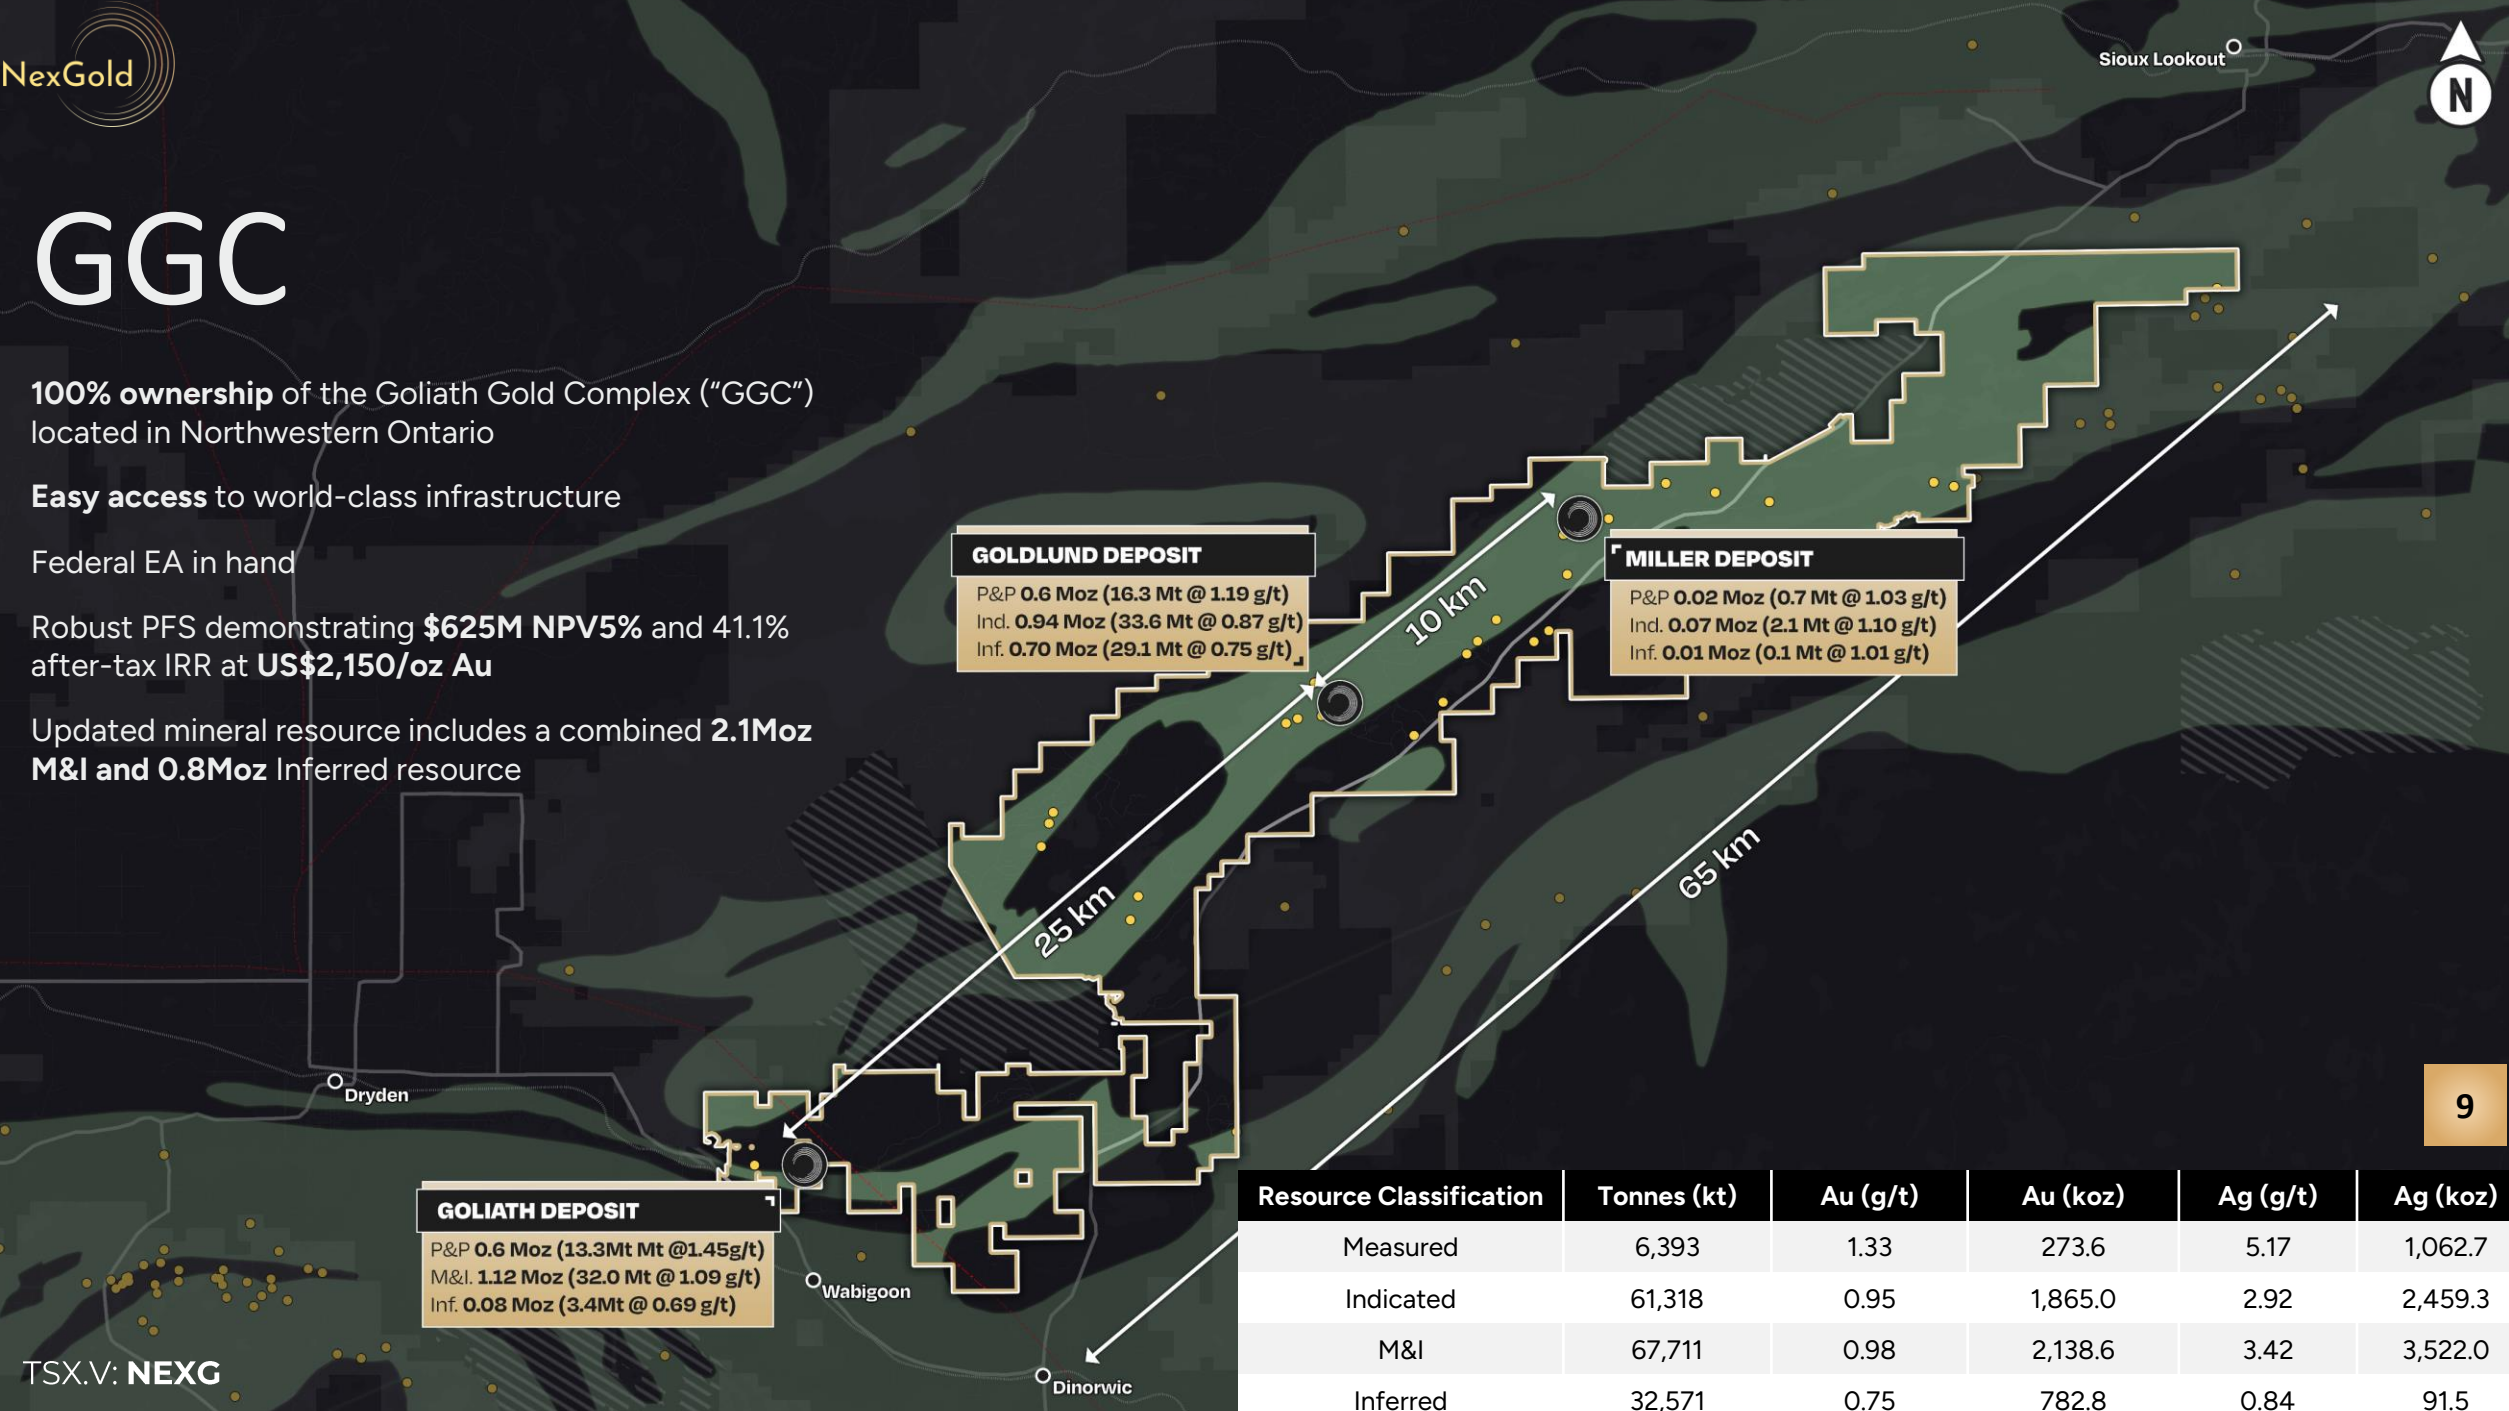 NexGold
Sioux Lookout
N
GGC
100% ownership of the Goliath Gold Complex (“GGC”)
located in Northwestern Ontario
Easy access to world-class infrastructure
Federal EA in hand
Robust PFS demonstrating $625M NPV5% and 41.1%
after-tax IRR at US$2,150/oz Au
Updated mineral resource includes a combined 2.1Moz
M&I and 0.8Moz Inferred resource
GOLDLUND DEPOSIT
P&P 0.6 Moz (16.3 Mt @ 1.19 g/t)
Ind. 0.94 Moz (33.6 Mt @ 0.87 g/t)
Inf. 0.70 Moz (29.1 Mt @ 0.75 g/t)
MILLER DEPOSIT
P&P 0.02 Moz (0.7 Mt @ 1.03 g/t)
Ind. 0.07 Moz (2.1 Mt @ 1.10 g/t)
Inf. 0.01 Moz (0.1 Mt @ 1.01 g/t)
10 km
25 km
65 km
Dryden
GOLIATH DEPOSIT
P&P 0.6 Moz (13.3Mt Mt @1.45g/t)
M&I. 1.12 Moz (32.0 Mt @ 1.09 g/t)
Inf. 0.08 Moz (3.4Mt @ 0.69 g/t)
Wabigoon
Dinorwic
9
Resource Classification Tonnes (kt) Au (g/t) Au (koz) Ag (g/t) Ag (koz)
Measured 6,393 1.33 273.6 5.17 1,062.7
Indicated 61,318 0.95 1,865.0 2.92 2,459.3
M&I 67,711 0.98 2,138.6 3.42 3,522.0
Inferred 32,571 0.75 782.8 0.84 91.5
TSX.V: NEXG